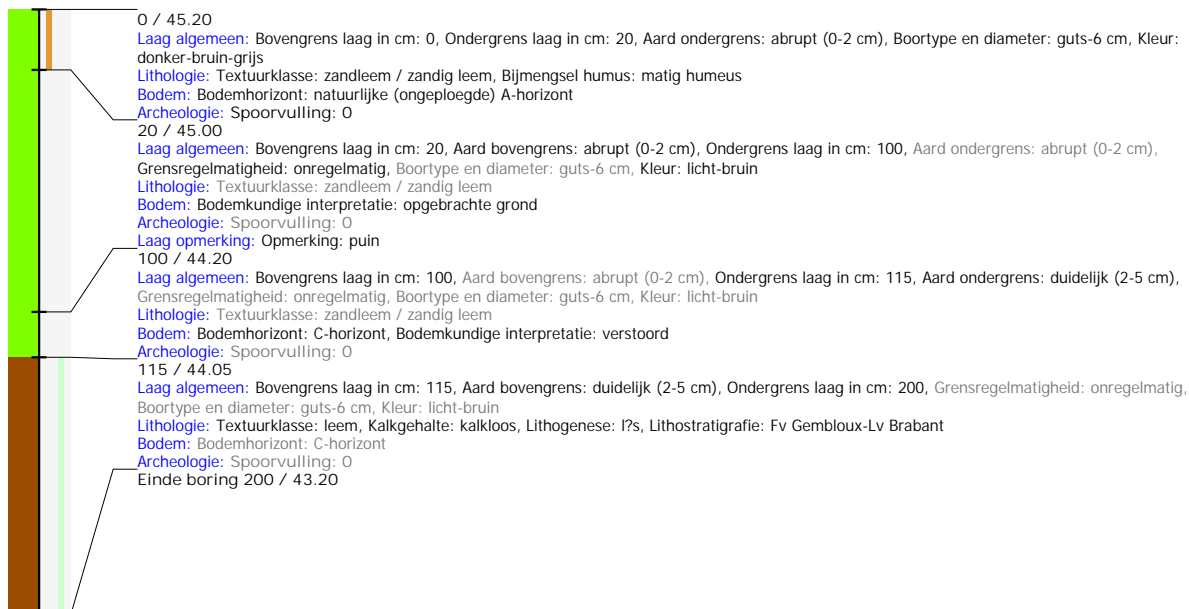 0 / 45.20
Laag algemeen: Bovengrens laag in cm: 0, Ondergrens laag in cm: 20, Aard ondergrens: abrupt (0-2 cm), Boortype en diameter: guts-6 cm, Kleur:
donker-bruin-grijs
Lithologie: Textuurklasse: zandleem / zandig leem, Bijmengsel humus: matig humeus
Bodem: Bodemhorizont: natuurlijke (ongeploegde) A-horizont
Archeologie: Spoorvulling: 0
20 / 45.00
Laag algemeen: Bovengrens laag in cm: 20, Aard bovengrens: abrupt (0-2 cm), Ondergrens laag in cm: 100, Aard ondergrens: abrupt (0-2 cm),
Grensregelmatigheid: onregelmatig, Boortype en diameter: guts-6 cm, Kleur: licht-bruin
Lithologie: Textuurklasse: zandleem / zandig leem
Bodem: Bodemkundige interpretatie: opgebrachte grond
Archeologie: Spoorvulling: 0
Laag opmerking: Opmerking: puin
100 / 44.20
Laag algemeen: Bovengrens laag in cm: 100, Aard bovengrens: abrupt (0-2 cm), Ondergrens laag in cm: 115, Aard ondergrens: duidelijk (2-5 cm),
Grensregelmatigheid: onregelmatig, Boortype en diameter: guts-6 cm, Kleur: licht-bruin
Lithologie: Textuurklasse: zandleem / zandig leem
Bodem: Bodemhorizont: C-horizont, Bodemkundige interpretatie: verstoord
Archeologie: Spoorvulling: 0
115 / 44.05
Laag algemeen: Bovengrens laag in cm: 115, Aard bovengrens: duidelijk (2-5 cm), Ondergrens laag in cm: 200, Grensregelmatigheid: onregelmatig,
Boortype en diameter: guts-6 cm, Kleur: licht-bruin
Lithologie: Textuurklasse: leem, Kalkgehalte: kalkloos, Lithogenese: l?s, Lithostratigrafie: Fv Gembloux-Lv Brabant
Bodem: Bodemhorizont: C-horizont
Archeologie: Spoorvulling: 0
Einde boring 200 / 43.20